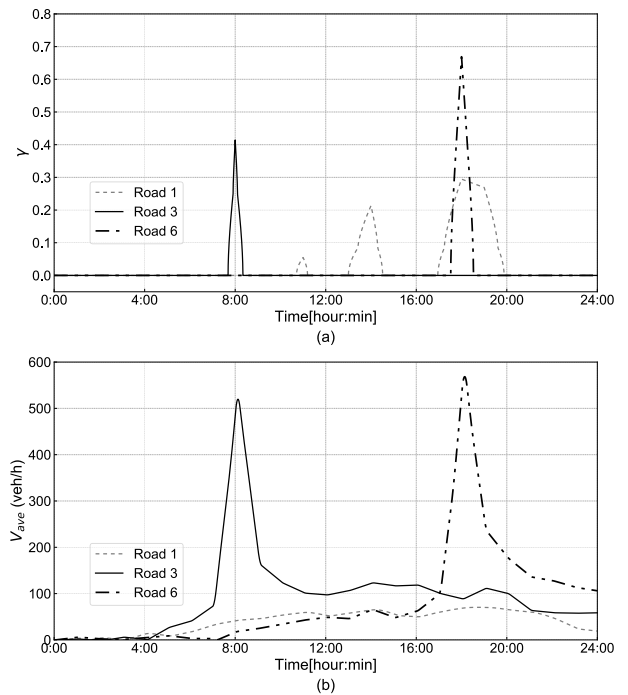 0.8
0.7
0.6
0.5
0.4
0.3
0.2
0.1
0.0
γ
Road 1
Road 3
Road 6
0:00 4:00 8:00 12:00 16:00 20:00 24:00
Time[hour:min]
(a)
600
500
400
300
200
100
0
V_ave (veh/h)
Road 1
Road 3
Road 6
0:00 4:00 8:00 12:00 16:00 20:00 24:00
Time[hour:min]
(b)